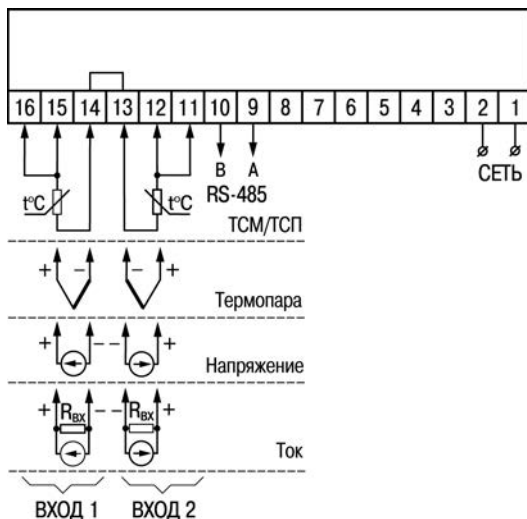 16 15 14 13 12 11 10 9 8 7 6 5 4 3 2 1
B A
RS-485
СЕТЬ
t°C t°C
ТСМ/ТСП
+ − − +
Термопара
+ − − +
Напряжение
+ Rвх − − Rвх +
Ток
ВХОД 1 ВХОД 2